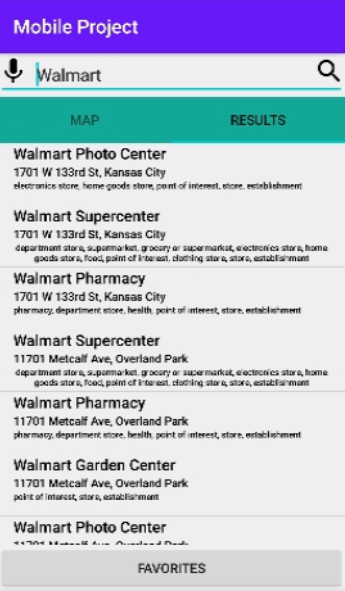 Mobile Project
Walmart
MAP
RESULTS
Walmart Photo Center
1701 W 133rd St, Kansas City
electronics store, home goods store, point of interest, store, establishment
Walmart Supercenter
1701 W 133rd St, Kansas City
department store, supermarket, grocery or supermarket, electronics store, home
goods store, food, point of interest, clothing store, store, establishment
Walmart Pharmacy
1701 W 133rd St, Kansas City
pharmacy, department store, health, point of interest, store, establishment
Walmart Supercenter
11701 Metcalf Ave, Overland Park
department store, supermarket, grocery or supermarket, electronics store, home
goods store, food, point of interest, clothing store, store, establishment
Walmart Pharmacy
11701 Metcalf Ave, Overland Park
pharmacy, department store, health, point of interest, store, establishment
Walmart Garden Center
11701 Metcalf Ave, Overland Park
point of interest, store, establishment
Walmart Photo Center
11701 Metcalf Ave, Overland Park
FAVORITES